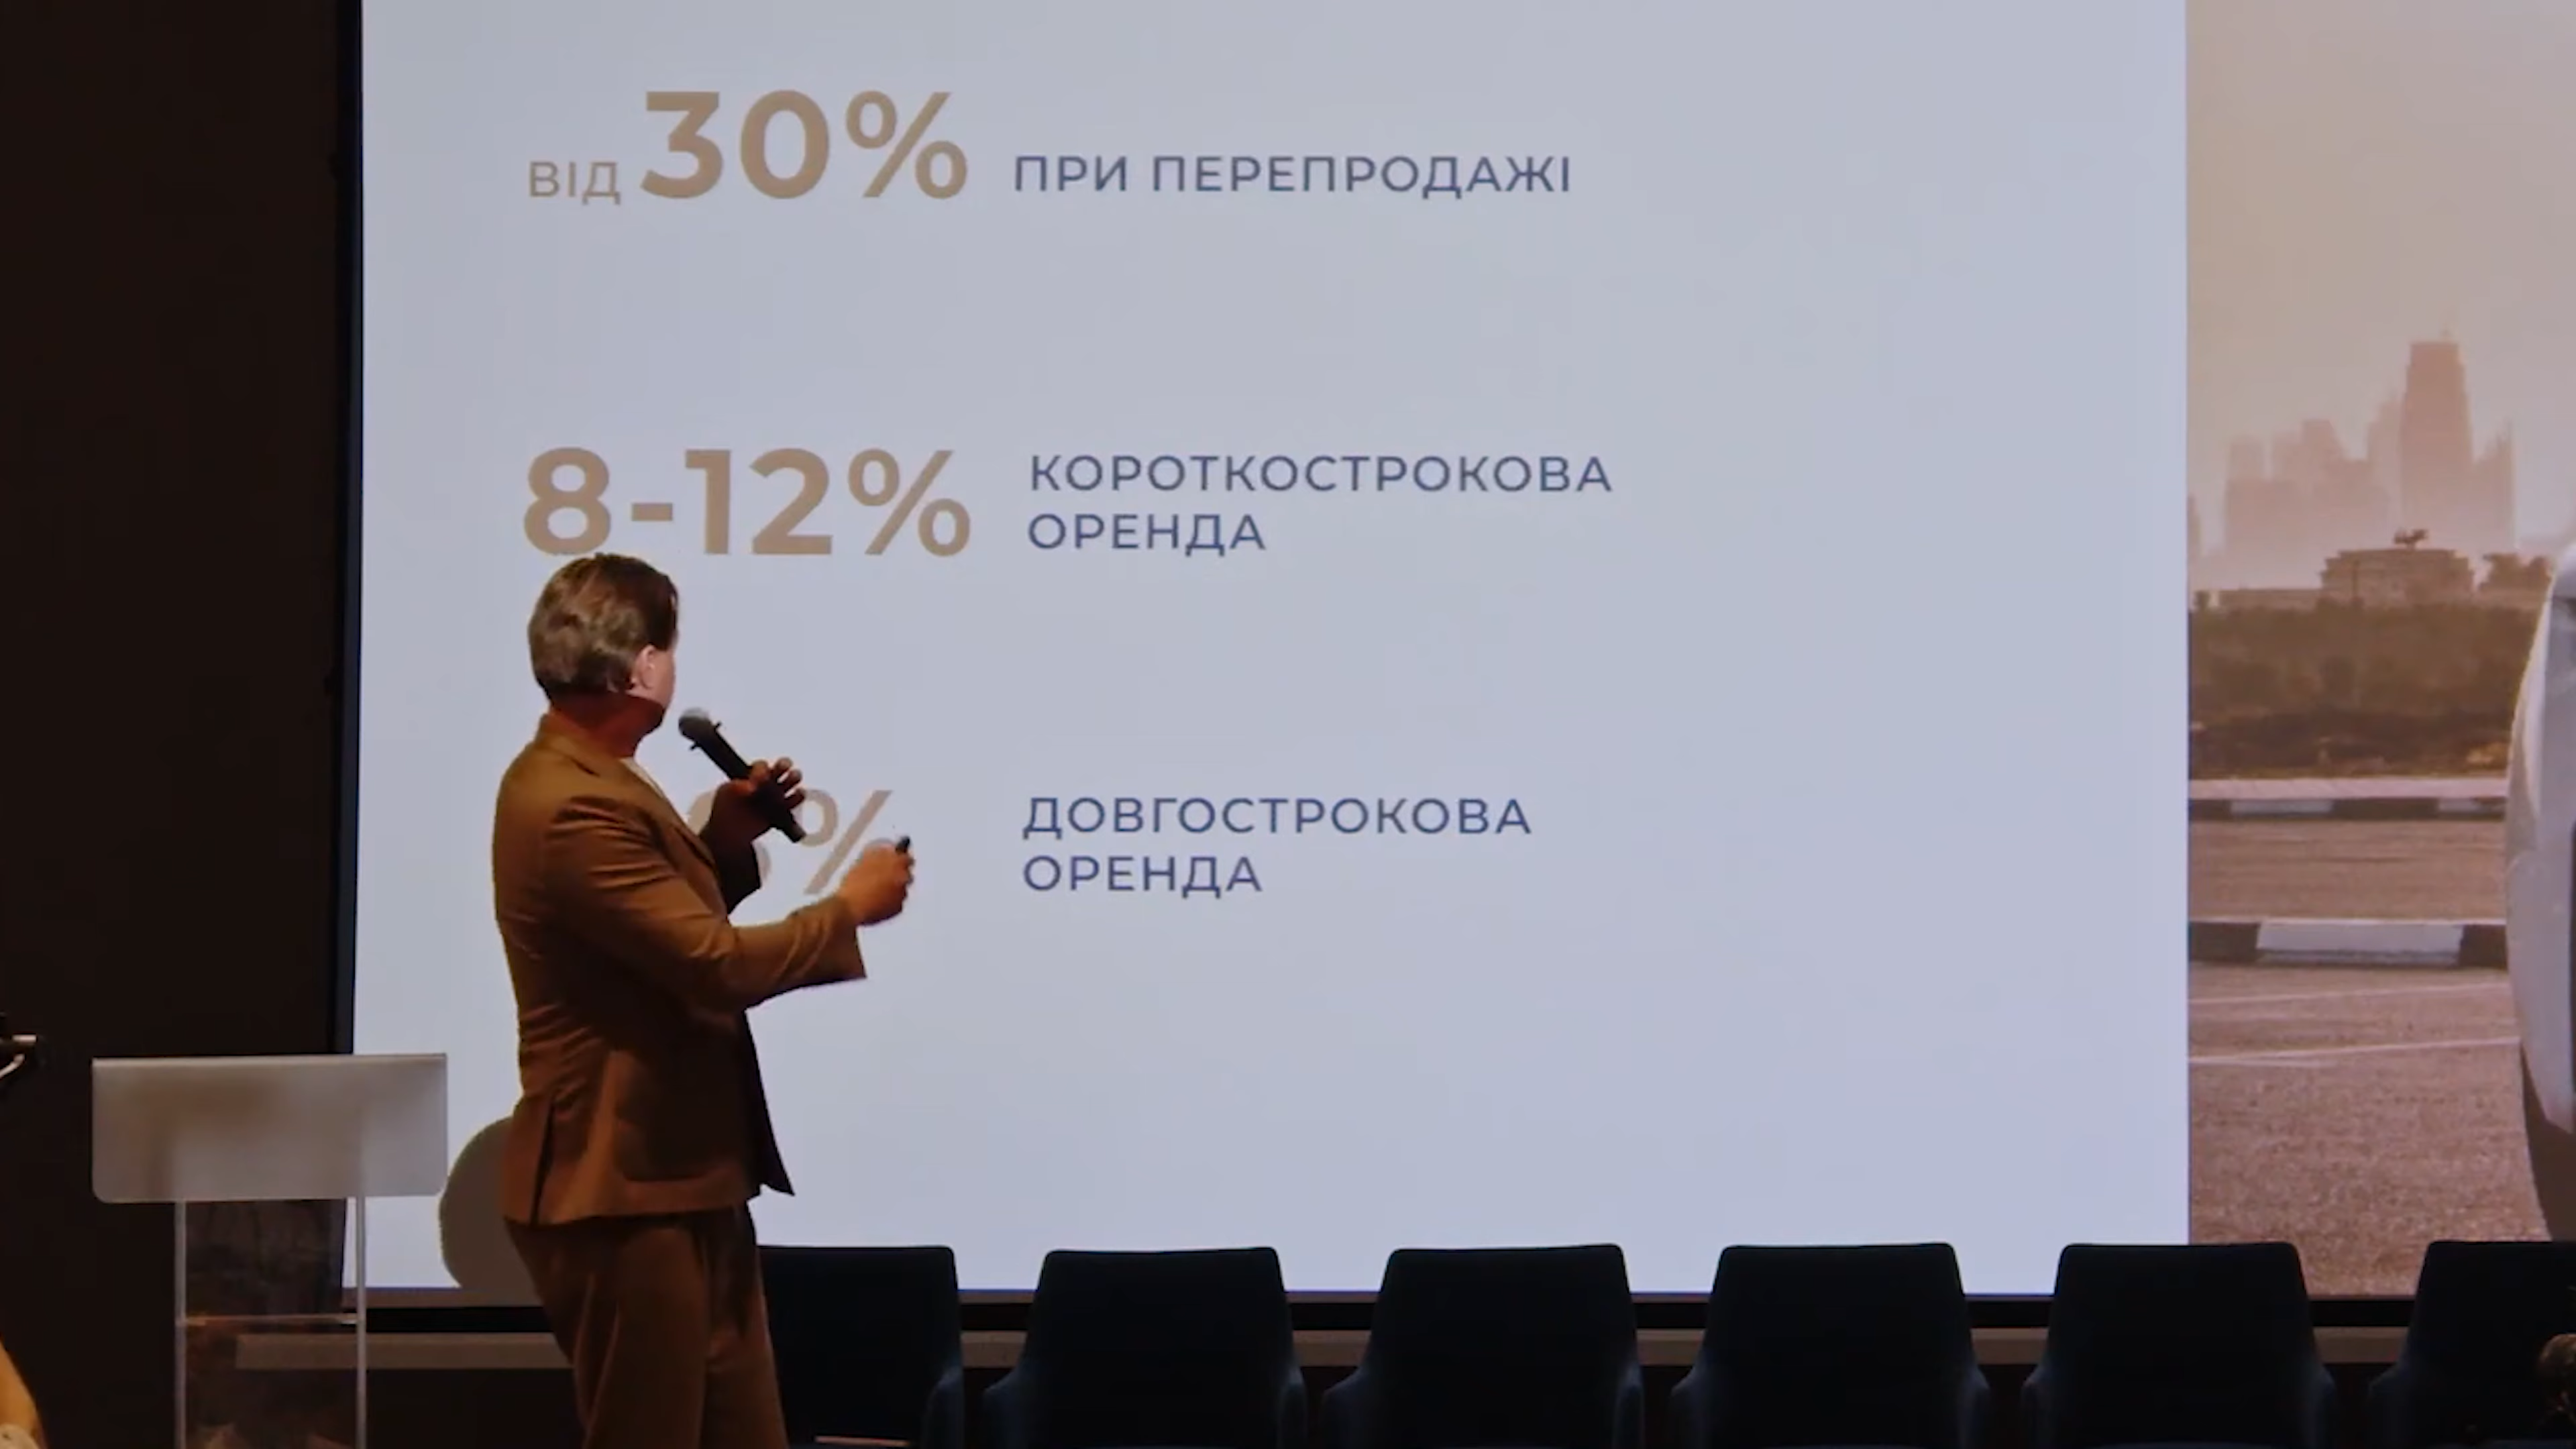 ВІД 30% ПРИ ПЕРЕПРОДАЖІ
8-12% КОРОТКОСТРОКОВА
ОРЕНДА
% ДОВГОСТРОКОВА
ОРЕНДА